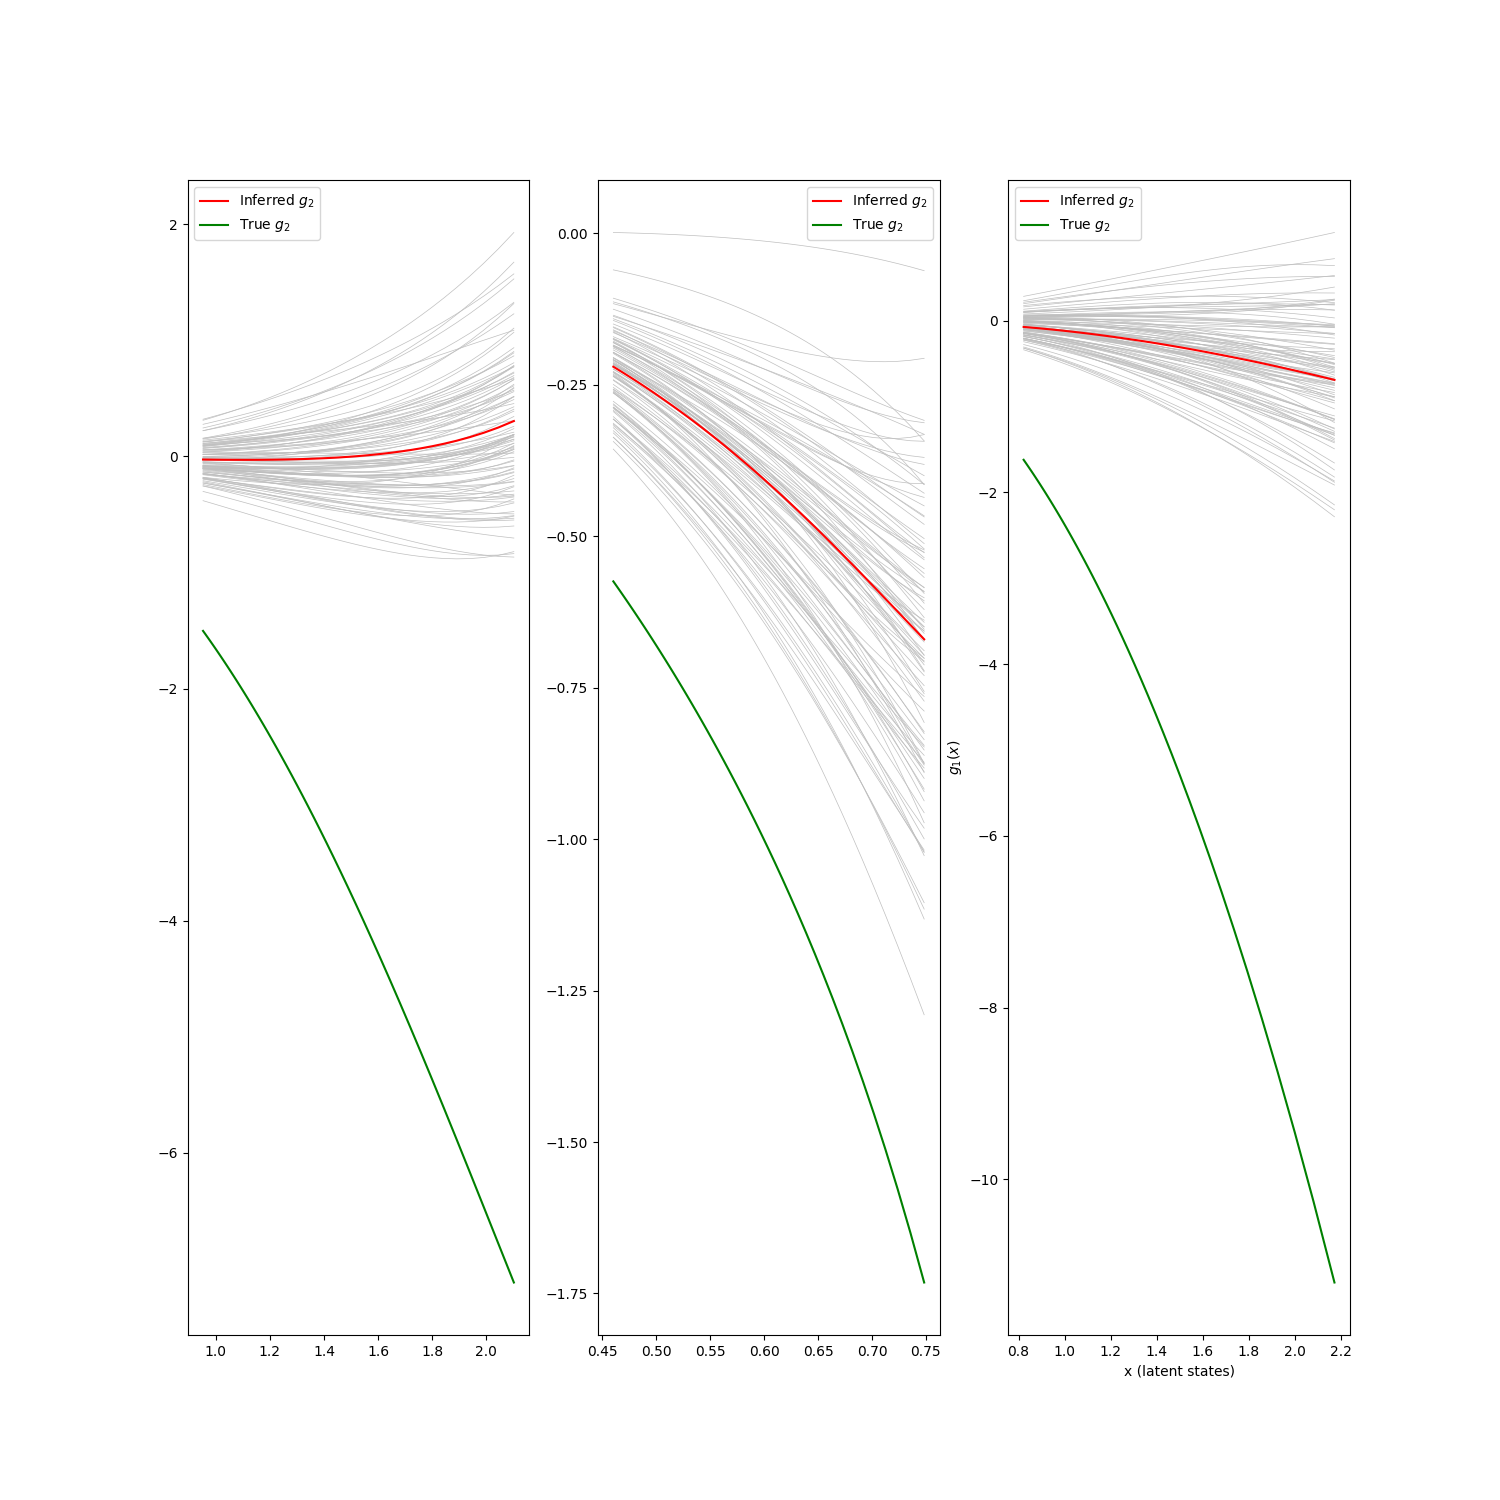 Inferred g₂
True g₂
2
0
−2
−4
−6
1.0 1.2 1.4 1.6 1.8 2.0
Inferred g₂
True g₂
0.00
−0.25
−0.50
−0.75
−1.00
−1.25
−1.50
−1.75
0.45 0.50 0.55 0.60 0.65 0.70 0.75
g₁(x)
Inferred g₂
True g₂
0
−2
−4
−6
−8
−10
0.8 1.0 1.2 1.4 1.6 1.8 2.0 2.2
x (latent states)